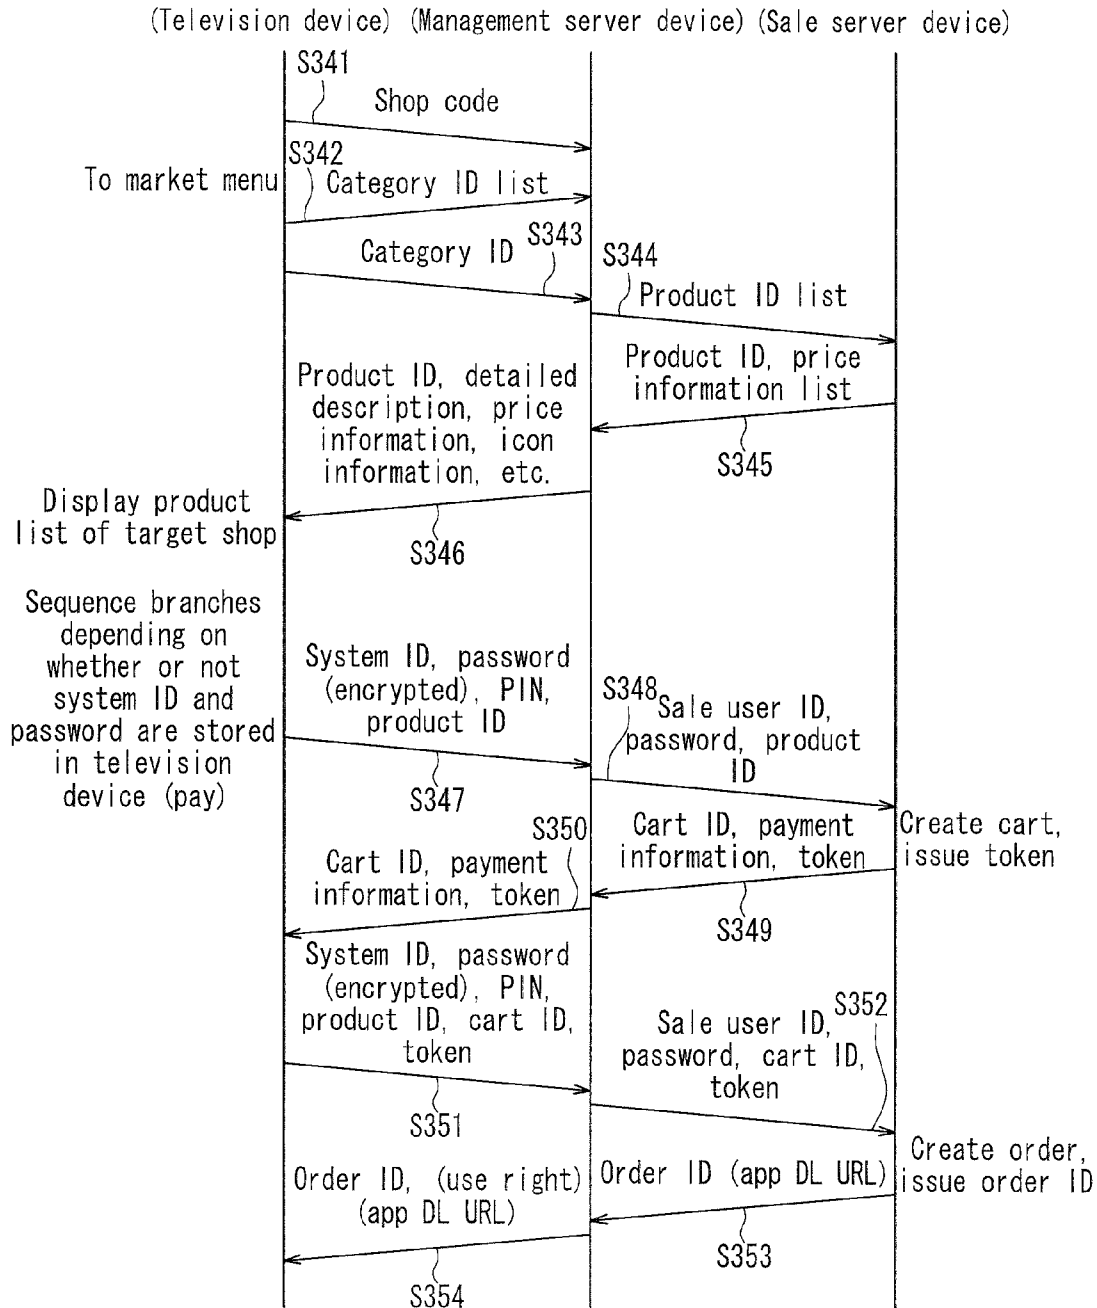 (Television device) (Management server device) (Sale server device)
S341
Shop code
S342
To market menu
Category ID list
S343
Category ID
S344
Product ID list
Product ID, price
information list
Product ID, detailed
description, price
information, icon
information, etc.
S345
Display product
list of target shop
S346
Sequence branches
depending on
whether or not
system ID and
password are stored
in television
device (pay)
System ID, password
(encrypted), PIN,
product ID
S348
Sale user ID,
password, product
ID
S347
S350
Cart ID, payment
information, token
Create cart,
issue token
Cart ID, payment
information, token
S349
System ID, password
(encrypted), PIN,
product ID, cart ID,
token
S352
Sale user ID,
password, cart ID,
token
S351
Create order,
issue order ID
Order ID, (use right)
(app DL URL)
Order ID (app DL URL)
S353
S354